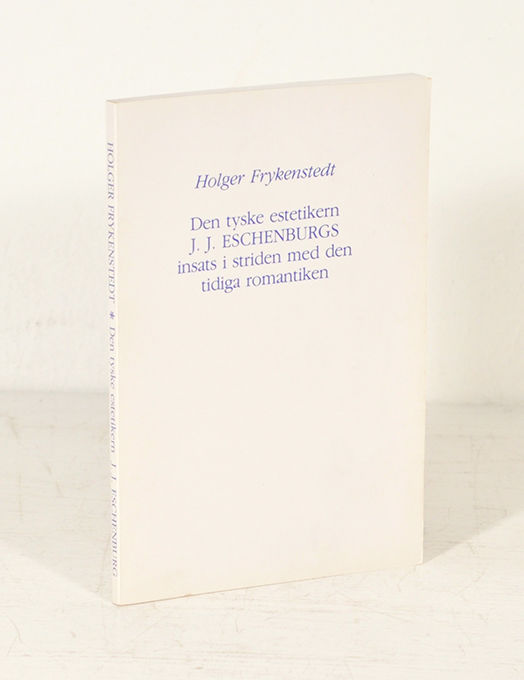 Holger Frykenstedt
Den tyske estetikern
J. J. ESCHENBURGS
insats i striden med den
tidiga romantiken
HOLGER FRYKENSTEDT * Den tyske estetikern J. J. ESCHENBURG